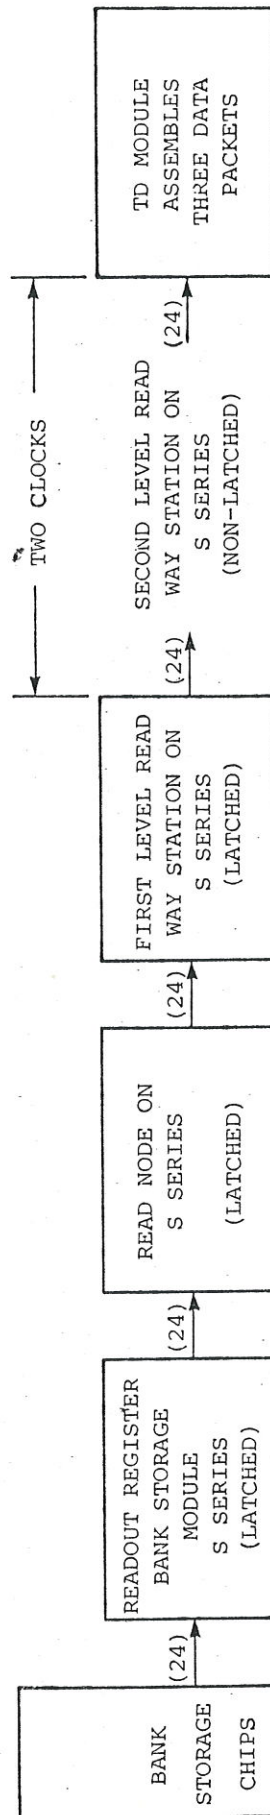 BANK
STORAGE
CHIPS
(24)
READOUT REGISTER
BANK STORAGE
MODULE
S SERIES
(LATCHED)
(24)
READ NODE ON
S SERIES
(LATCHED)
(24)
FIRST LEVEL READ
WAY STATION ON
S SERIES
(LATCHED)
(24)
TWO CLOCKS
SECOND LEVEL READ
WAY STATION ON
S SERIES
(NON-LATCHED)
(24)
TD MODULE
ASSEMBLES
THREE DATA
PACKETS